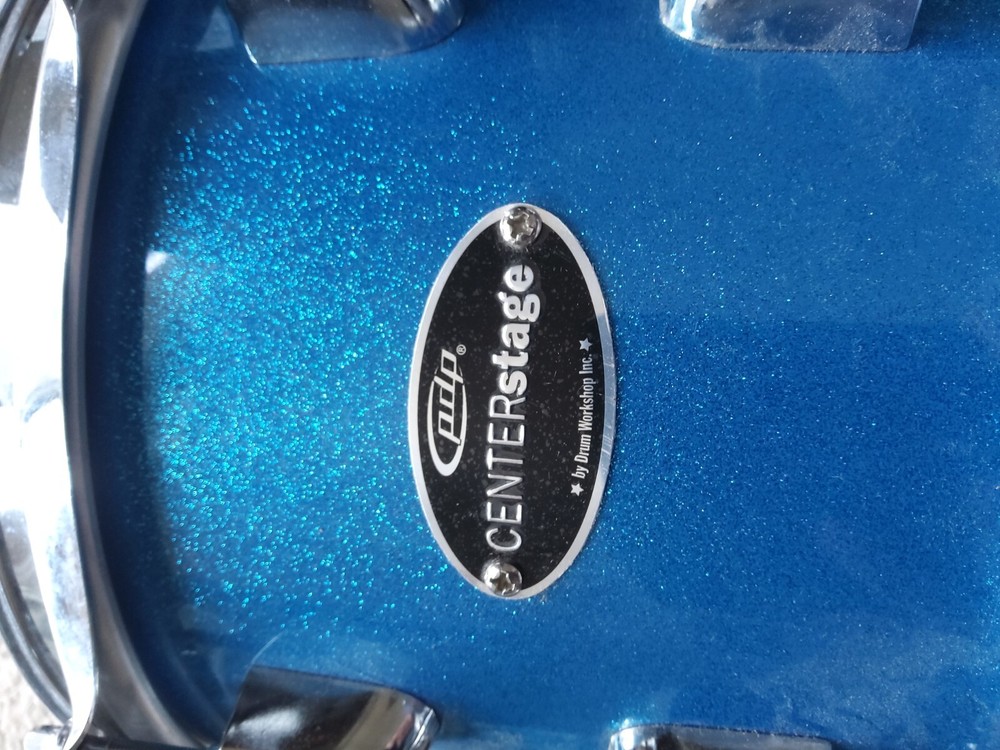 pdp®
CENTERstage
★ by Drum Workshop Inc. ★